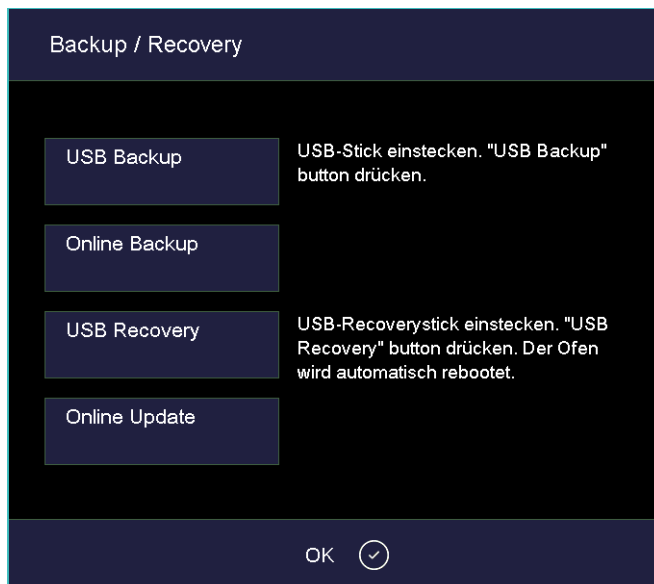 Backup / Recovery
USB Backup
USB-Stick einstecken. "USB Backup"
button drücken.
Online Backup
USB Recovery
USB-Recoverystick einstecken. "USB
Recovery" button drücken. Der Ofen
wird automatisch rebootet.
Online Update
OK